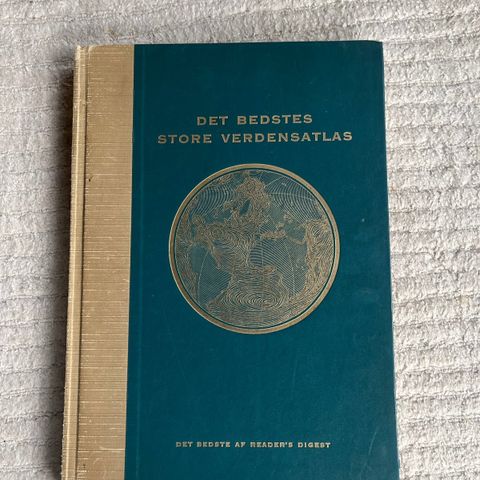 DET BEDSTES
STORE VERDENSATLAS
DET BEDSTE AF READER'S DIGEST